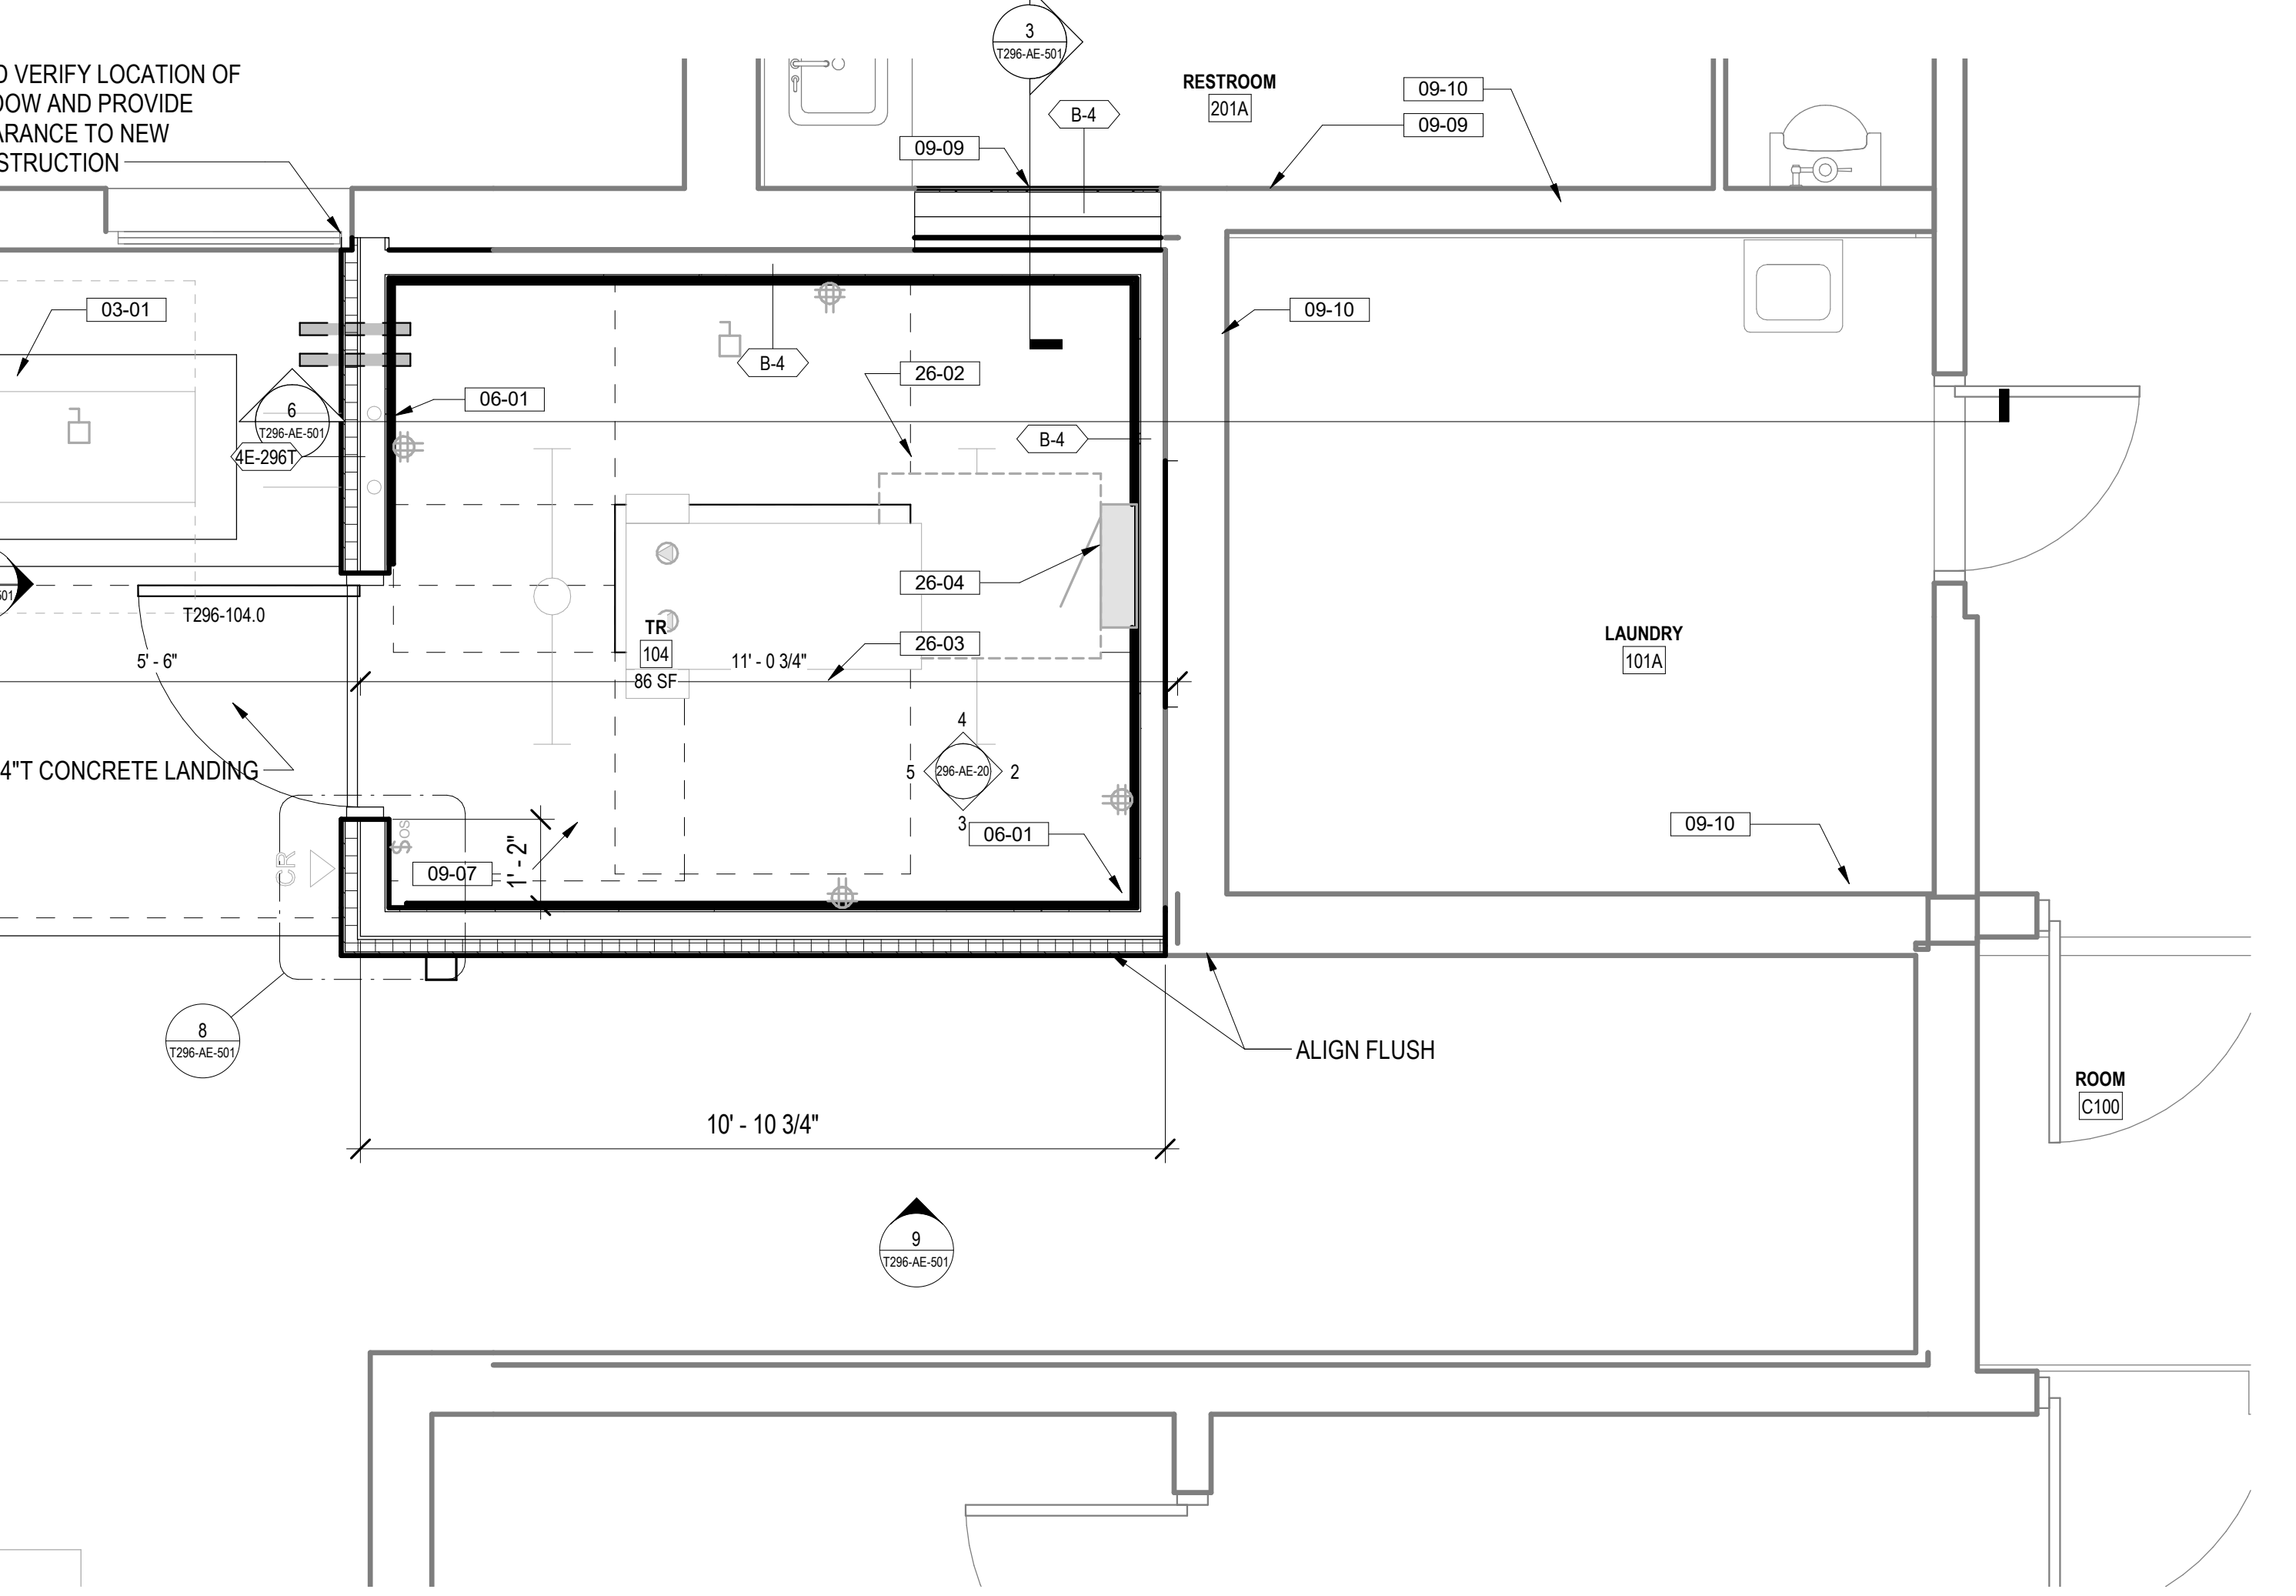 3
T296-AE-501
VERIFY LOCATION OF
AND PROVIDE
TO NEW
RESTROOM
201A
B-4
09-10
09-09
09-09
03-01
09-10
B-4
26-02
06-01
6
T296-AE-501
4E-296T
B-4
26-04
T296-104.0
TR
104
86 SF
26-03
11' - 0 3/4"
5' - 6"
LAUNDRY
101A
4"T CONCRETE LANDING
4
5
296-AE-20
2
3
06-01
09-10
$os
CR
09-07
1' - 2"
8
T296-AE-501
ALIGN FLUSH
ROOM
C100
10' - 10 3/4"
9
T296-AE-501